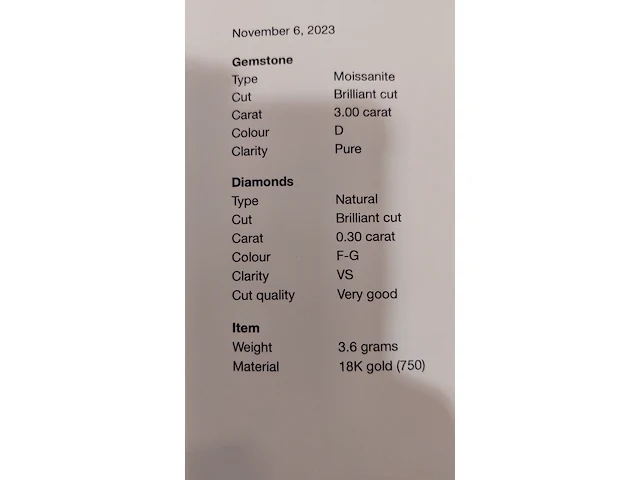 November 6, 2023
Gemstone
Type Moissanite
Cut Brilliant cut
Carat 3.00 carat
Colour D
Clarity Pure
Diamonds
Type Natural
Cut Brilliant cut
Carat 0.30 carat
Colour F-G
Clarity VS
Cut quality Very good
Item
Weight 3.6 grams
Material 18K gold (750)